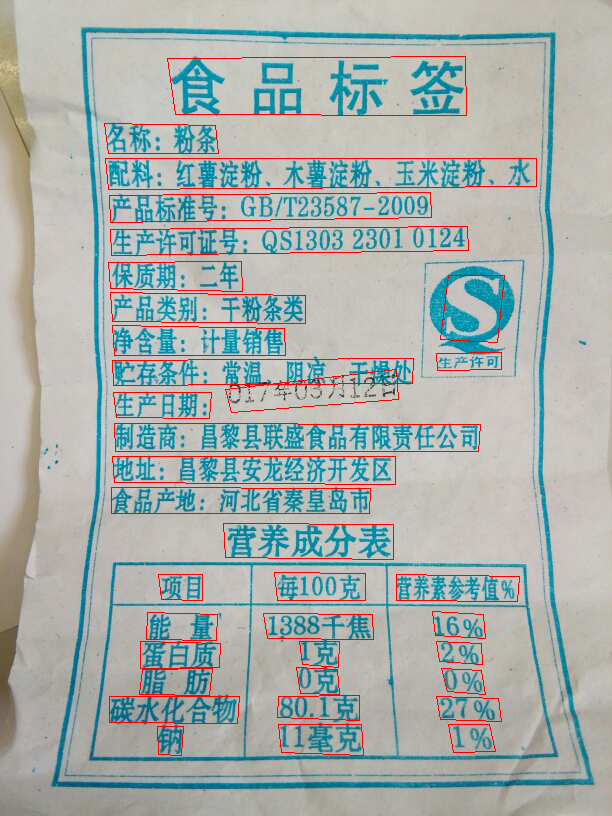 食品标签
名称：粉条
配料：红薯淀粉、木薯淀粉、玉米淀粉、水
产品标准号：GB/T23587-2009
生产许可证号：QS1303 2301 0124
保质期：二年
产品类别：干粉条类
净含量：计量销售
贮存条件：常温、阴凉、干燥处
生产日期：017年03月12日
制造商：昌黎县联盛食品有限责任公司
地址：昌黎县安龙经济开发区
食品产地：河北省秦皇岛市
S
生产许可
营养成分表
项目 每100克 营养素参考值%
能 量 1388千焦 16%
蛋白质 1克 2%
脂 肪 0克 0%
碳水化合物 80.1克 27%
钠 11毫克 1%